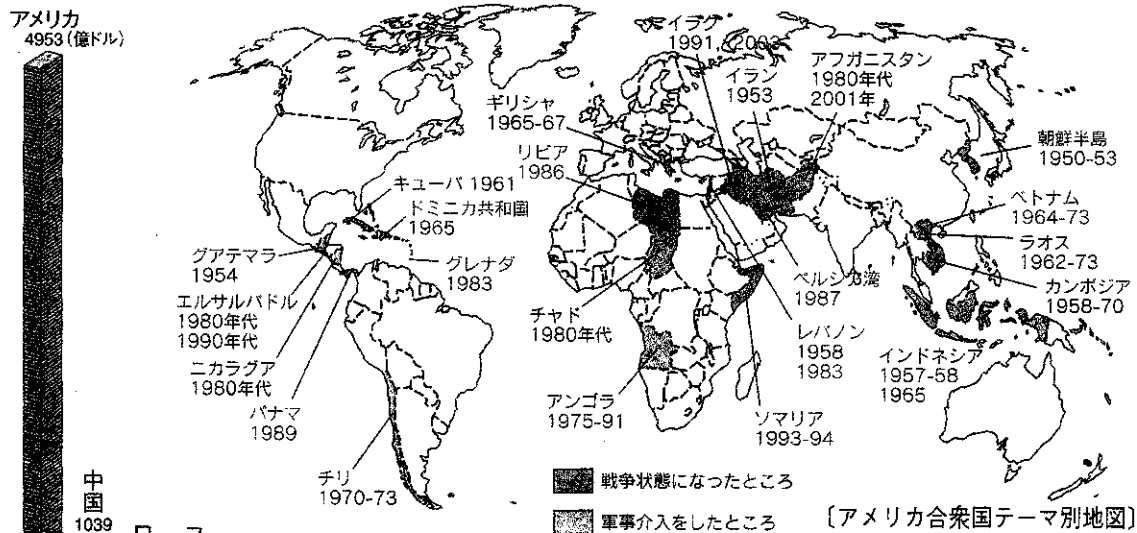 アメリカ
4953(億ドル)
中国
1039
イラク
1991,
イラン
1953
アフガニスタン
1980年代
2001年
ギリシャ
1965-67
リビア
1986
朝鮮半島
1950-53
キューバ 1961
ドミニカ共和国
1965
ベトナム
1964-73
ラオス
1962-73
カンボジア
1958-70
グアテマラ
1954
グレナダ
1983
エルサルバドル
1980年代
1990年代
ニカラグア
1980年代
パナマ
1989
チャド
1980年代
ペルシカ湾
1987
レバノン
1958
1983
インドネシア
1957-58
1965
アンゴラ
1975-91
ソマリア
1993-94
チリ
1970-73
戦争状態になったところ
軍事介入をしたところ
〔アメリカ合衆国テーマ別地図〕